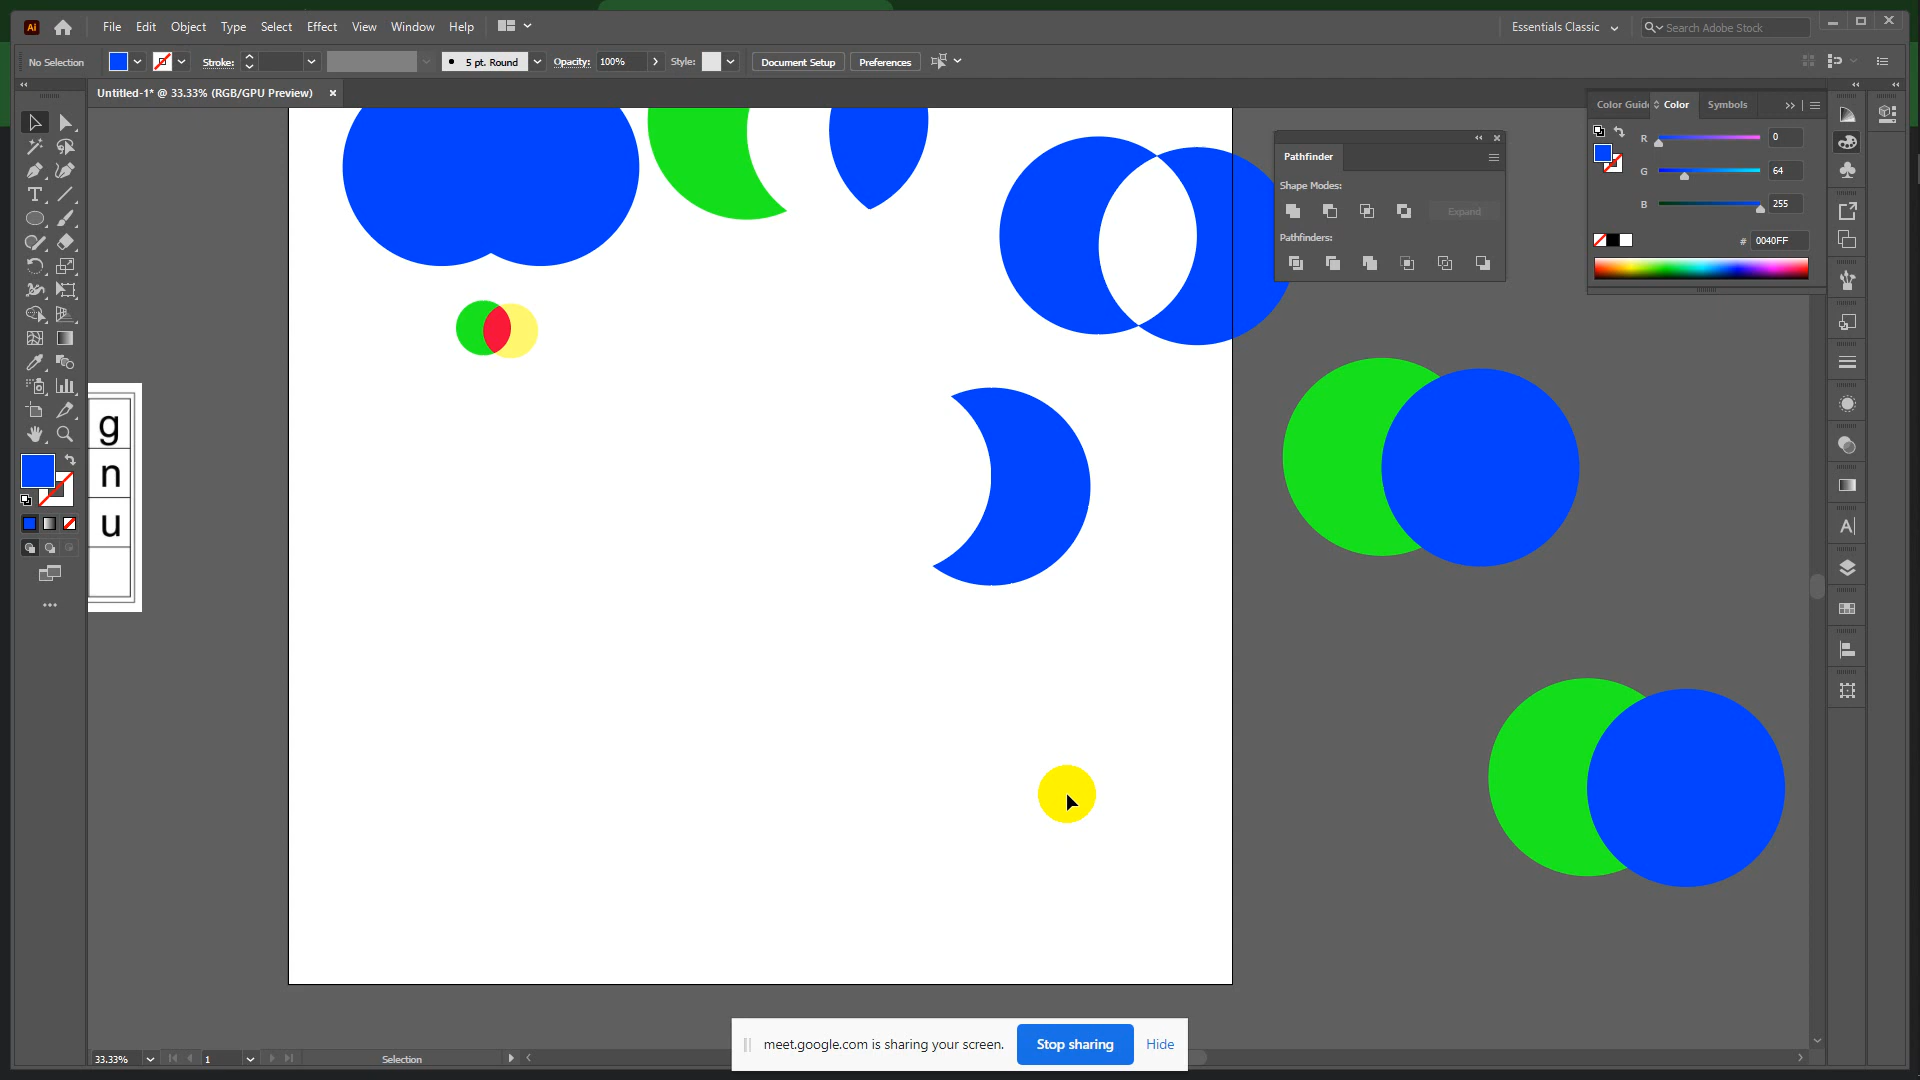 Ai File Edit Object Type Select Effect View Window Help
Essentials Classic
Search Adobe Stock
No Selection Stroke: 5 pt. Round Opacity: 100% Style: Document Setup Preferences
Untitled-1* @ 33.33% (RGB/GPU Preview) ×
Color Guid Color Symbols
R 0
G 64
B 255
# 0040FF
Pathfinder
Shape Modes:
Expand
Pathfinders:
g
n
u
33.33% 1 Selection
meet.google.com is sharing your screen. Stop sharing Hide